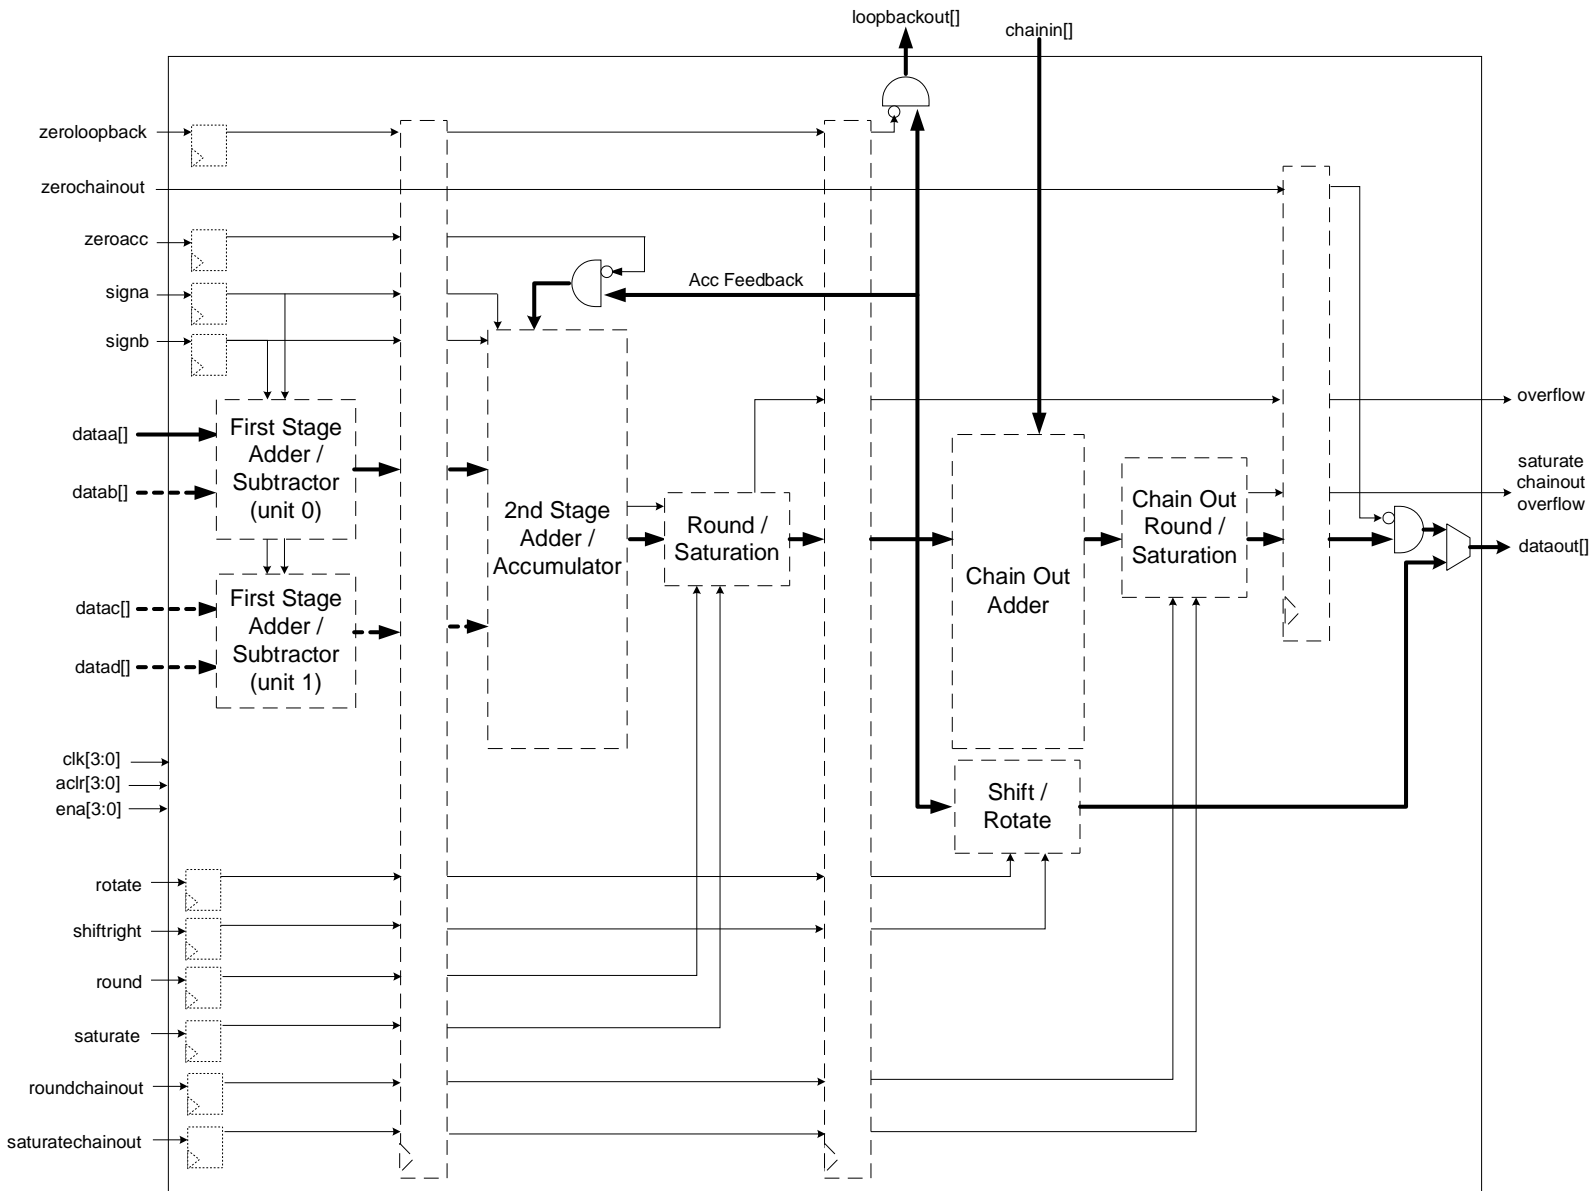 loopbackout[]
chainin[]
zeroloopback
zerochainout
zeroacc
signa
signb
Acc Feedback
dataa[]
datab[]
First Stage
Adder /
Subtractor
(unit 0)
datac[]
datad[]
First Stage
Adder /
Subtractor
(unit 1)
2nd Stage
Adder /
Accumulator
Round /
Saturation
Chain Out
Adder
Chain Out
Round /
Saturation
Shift /
Rotate
overflow
saturate
chainout
overflow
dataout[]
clk[3:0]
aclr[3:0]
ena[3:0]
rotate
shiftright
round
saturate
roundchainout
saturatechainout